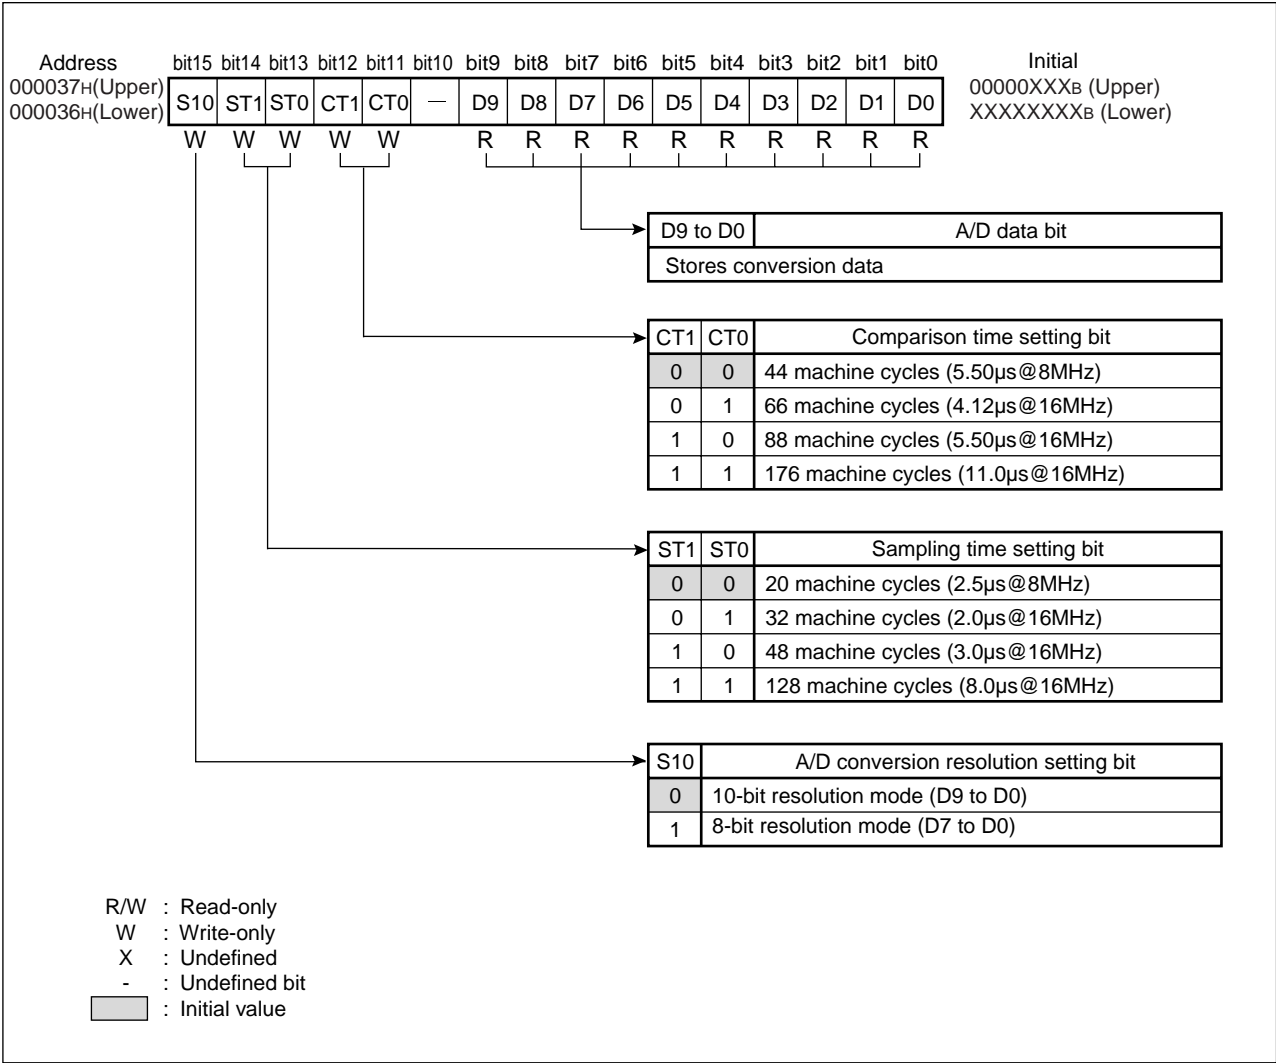 Address bit15 bit14 bit13 bit12 bit11 bit10 bit9 bit8 bit7 bit6 bit5 bit4 bit3 bit2 bit1 bit0 Initial
000037H(Upper) S10 ST1 ST0 CT1 CT0 — D9 D8 D7 D6 D5 D4 D3 D2 D1 D0 00000XXXB (Upper)
000036H(Lower) XXXXXXXXB (Lower)
W W W W W R R R R R R R R R R
D9 to D0 A/D data bit
Stores conversion data
CT1 CT0 Comparison time setting bit
0 0 44 machine cycles (5.50µs@8MHz)
0 1 66 machine cycles (4.12µs@16MHz)
1 0 88 machine cycles (5.50µs@16MHz)
1 1 176 machine cycles (11.0µs@16MHz)
ST1 ST0 Sampling time setting bit
0 0 20 machine cycles (2.5µs@8MHz)
0 1 32 machine cycles (2.0µs@16MHz)
1 0 48 machine cycles (3.0µs@16MHz)
1 1 128 machine cycles (8.0µs@16MHz)
S10 A/D conversion resolution setting bit
0 10-bit resolution mode (D9 to D0)
1 8-bit resolution mode (D7 to D0)
R/W : Read-only
W : Write-only
X : Undefined
- : Undefined bit
: Initial value